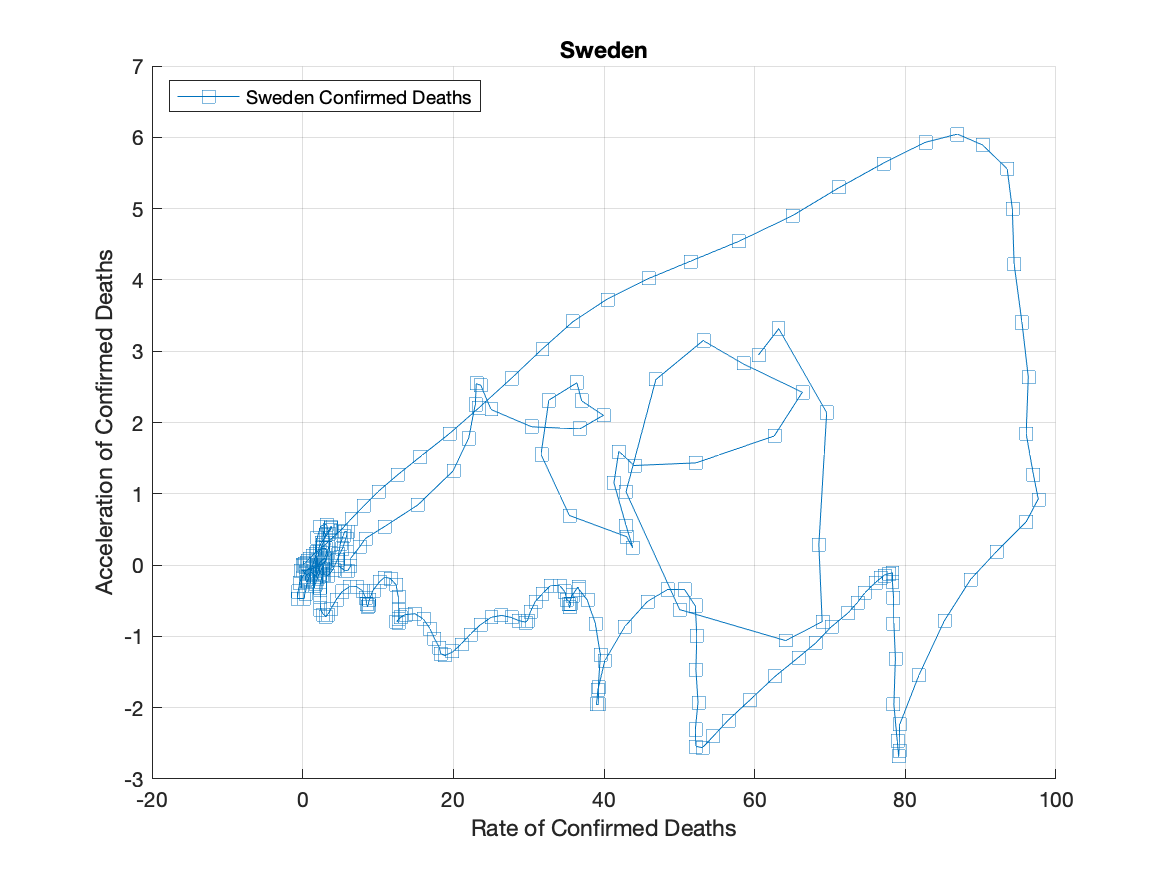 Sweden
7
Sweden Confirmed Deaths
6
5
4
3
2
1
0
-1
-2
-3
Acceleration of Confirmed Deaths
-20 0 20 40 60 80 100
Rate of Confirmed Deaths